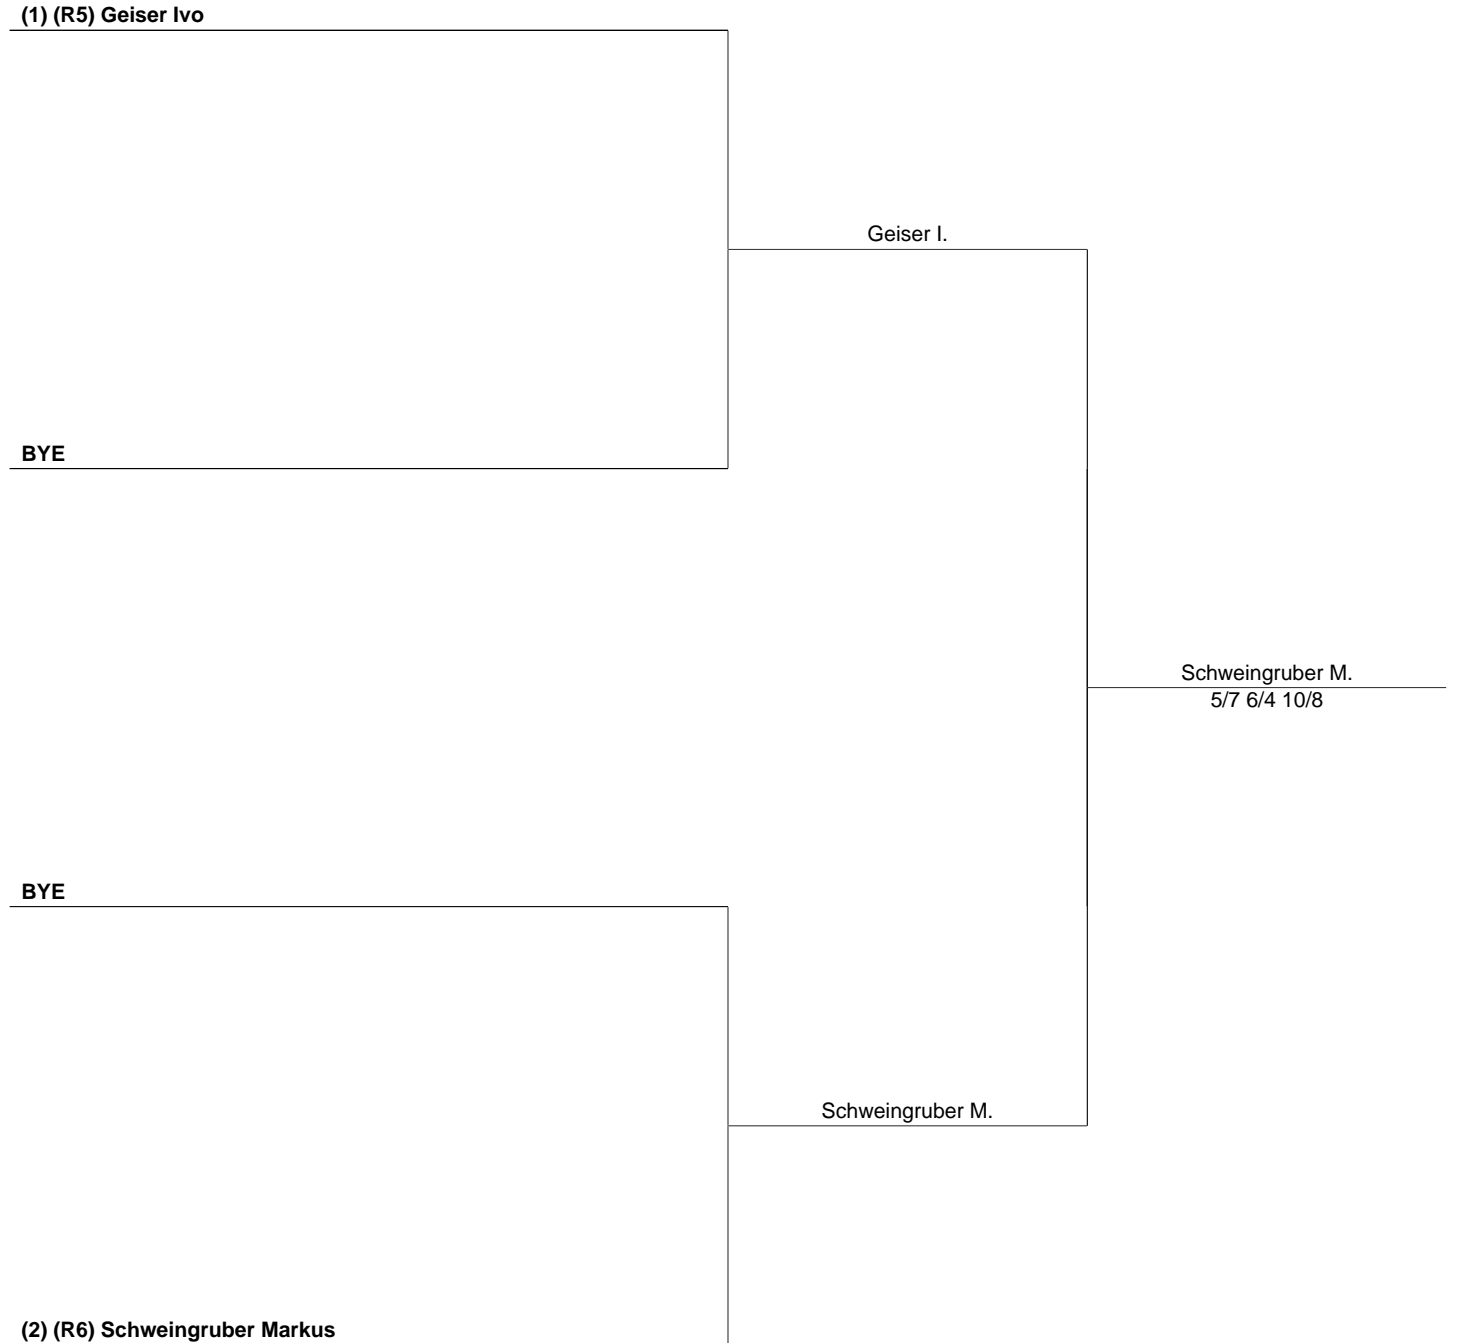 (1) (R5) Geiser Ivo
Geiser I.
BYE
Schweingruber M.
5/7 6/4 10/8
BYE
Schweingruber M.
(2) (R6) Schweingruber Markus